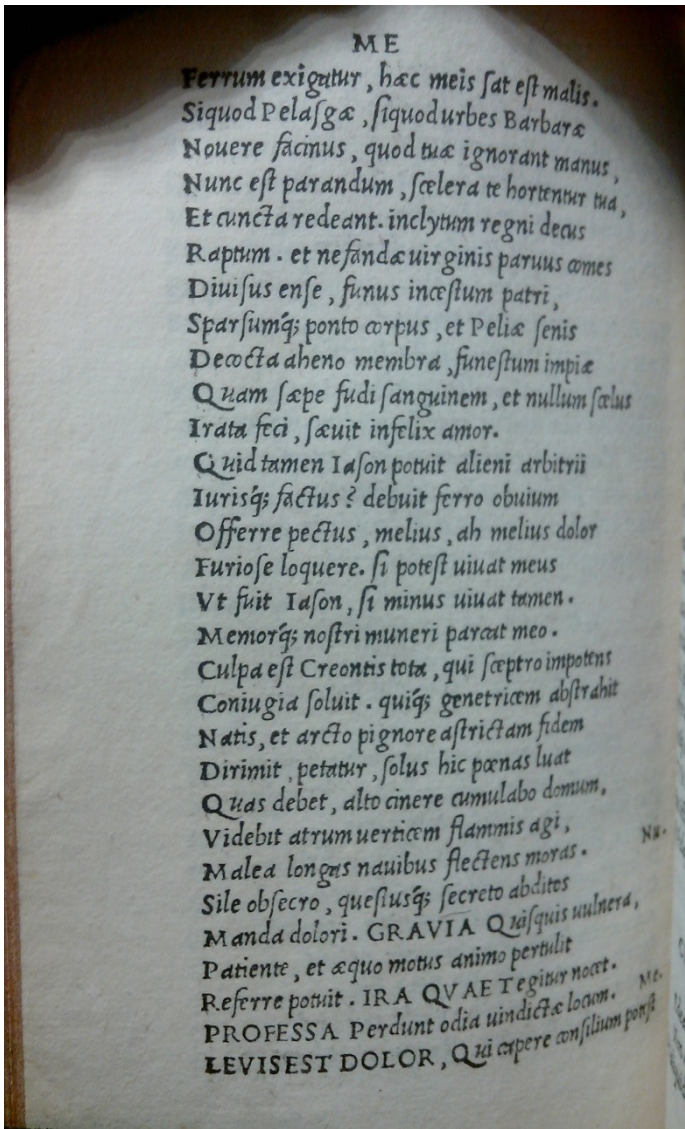 ME
Ferrum exigatur, hæc meis ſat eſt malis.
Siquod Pelaſgæ, ſiquod urbes Barbaræ
Nouere facinus, quod tuæ ignorant manus,
Nunc eſt parandum, ſcelera te hortentur tua,
Et cuncta redeant. inclytum regni decus
Raptum. et nefandæ uirginis paruus comes
Diuiſus enſe, funus inceſtum patri,
Sparſumq́; ponto corpus, et Peliæ ſenis
Decocta aheno membra, funeſtum impiæ
Quam ſæpe fudi ſanguinem, et nullum ſcelus
Irata feci, ſæuit infelix amor.
Quid tamen Iaſon potuit alieni arbitrii
Iurisq́; factus? debuit ferro obuium
Offerre pectus, melius, ah melius dolor
Furioſe loquere. ſi poteſt uiuat meus
Vt fuit Iaſon, ſi minus uiuat tamen.
Memorq́; noſtri muneri parcat meo.
Culpa eſt Creontis tota, qui ſceptro impotens
Coniugia ſoluit. quiq́; genetricem abſtrahit
Natis, et arcto pignore aſtrictam fidem
Dirimit, petatur, ſolus hic pœnas luat
Quas debet, alto cinere cumulabo domum,
Videbit atrum uerticem flammis agi,
Malea longas nauibus flectens moras. Nu.
Sile obſecro, queſtusq́; ſecreto abditos
Manda dolori. GRAVIA Quiſquis uulnera,
Patiente, et æquo motus animo pertulit
Referre potuit. IRA QVAE Tegitur nocet.
PROFESSA Perdunt odia uindictæ locum. Me.
LEVIS EST DOLOR, Qui capere conſilium poteſt